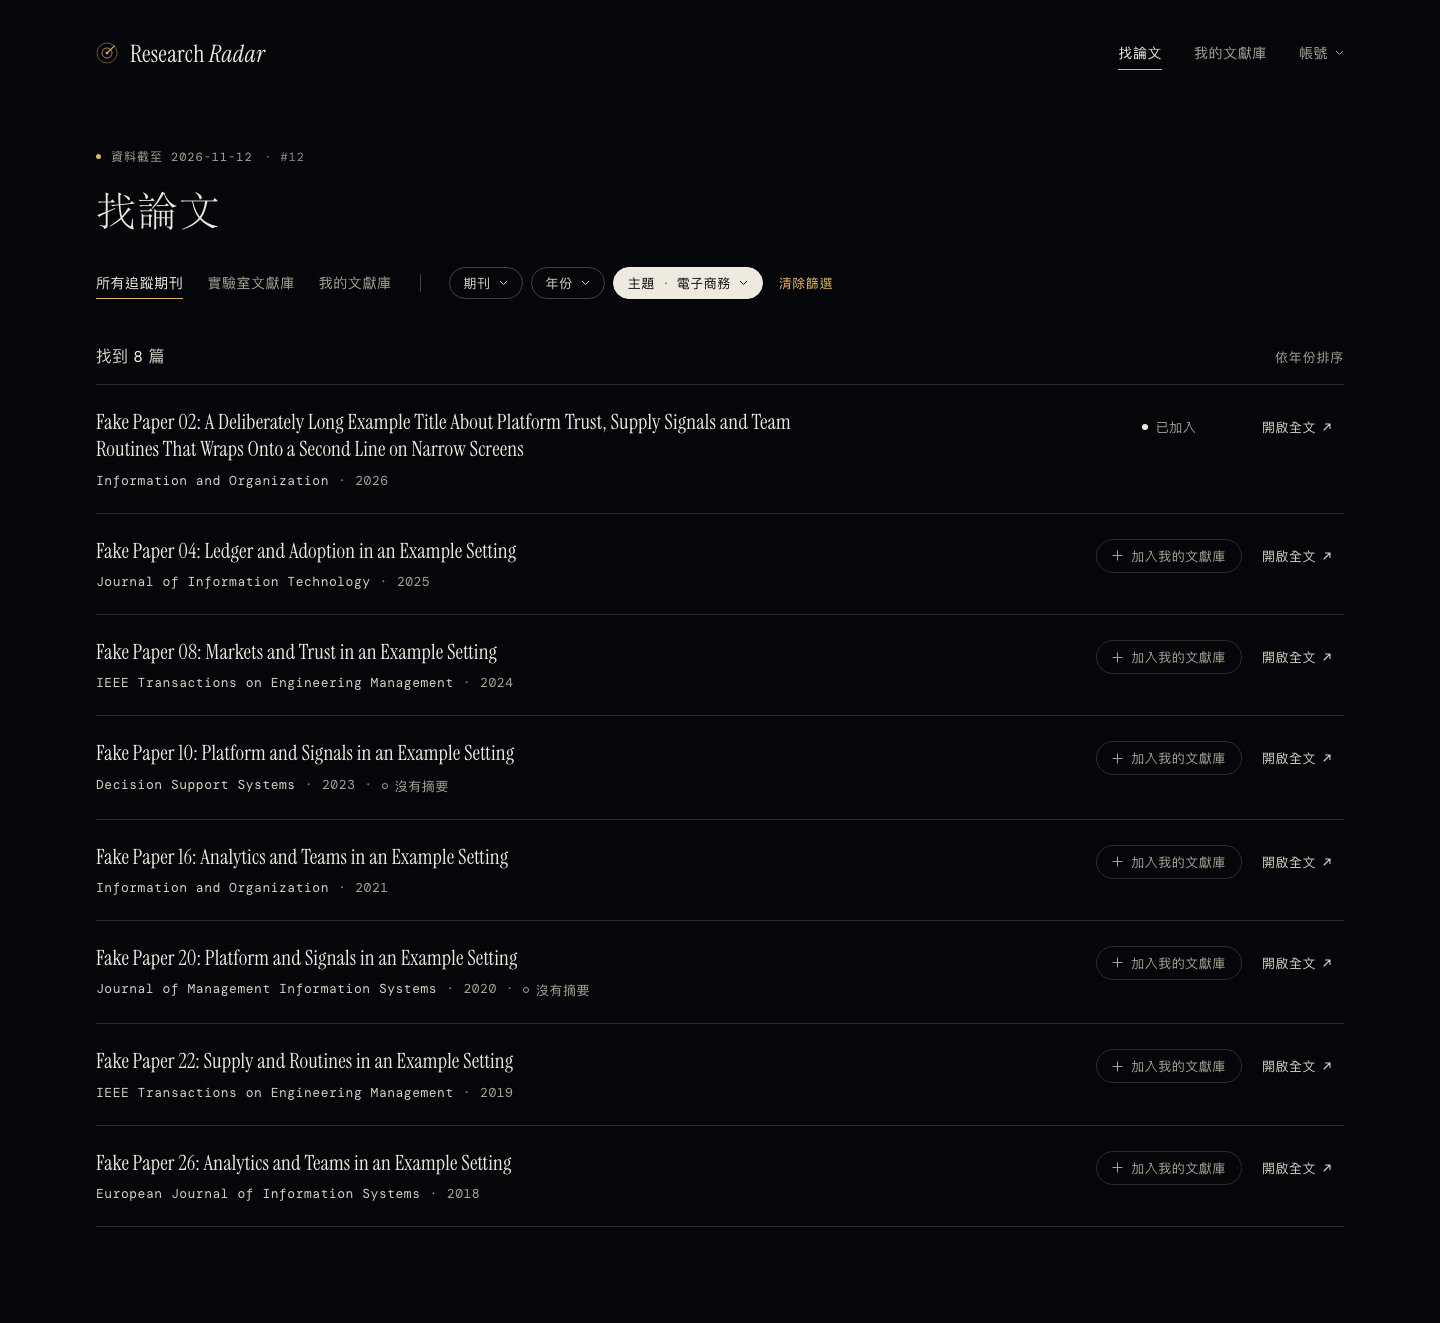 Research Radar
找論文 我的文獻庫 帳號
資料截至 2026-11-12 · #12
找論文
所有追蹤期刊 實驗室文獻庫 我的文獻庫 期刊 年份 主題 · 電子商務 清除篩選
找到 8 篇 依年份排序
Fake Paper 02: A Deliberately Long Example Title About Platform Trust, Supply Signals and Team
Routines That Wraps Onto a Second Line on Narrow Screens
已加入 開啟全文 ↗
Information and Organization · 2026
Fake Paper 04: Ledger and Adoption in an Example Setting
+ 加入我的文獻庫 開啟全文 ↗
Journal of Information Technology · 2025
Fake Paper 08: Markets and Trust in an Example Setting
+ 加入我的文獻庫 開啟全文 ↗
IEEE Transactions on Engineering Management · 2024
Fake Paper 10: Platform and Signals in an Example Setting
+ 加入我的文獻庫 開啟全文 ↗
Decision Support Systems · 2023 · 沒有摘要
Fake Paper 16: Analytics and Teams in an Example Setting
+ 加入我的文獻庫 開啟全文 ↗
Information and Organization · 2021
Fake Paper 20: Platform and Signals in an Example Setting
+ 加入我的文獻庫 開啟全文 ↗
Journal of Management Information Systems · 2020 · 沒有摘要
Fake Paper 22: Supply and Routines in an Example Setting
+ 加入我的文獻庫 開啟全文 ↗
IEEE Transactions on Engineering Management · 2019
Fake Paper 26: Analytics and Teams in an Example Setting
+ 加入我的文獻庫 開啟全文 ↗
European Journal of Information Systems · 2018